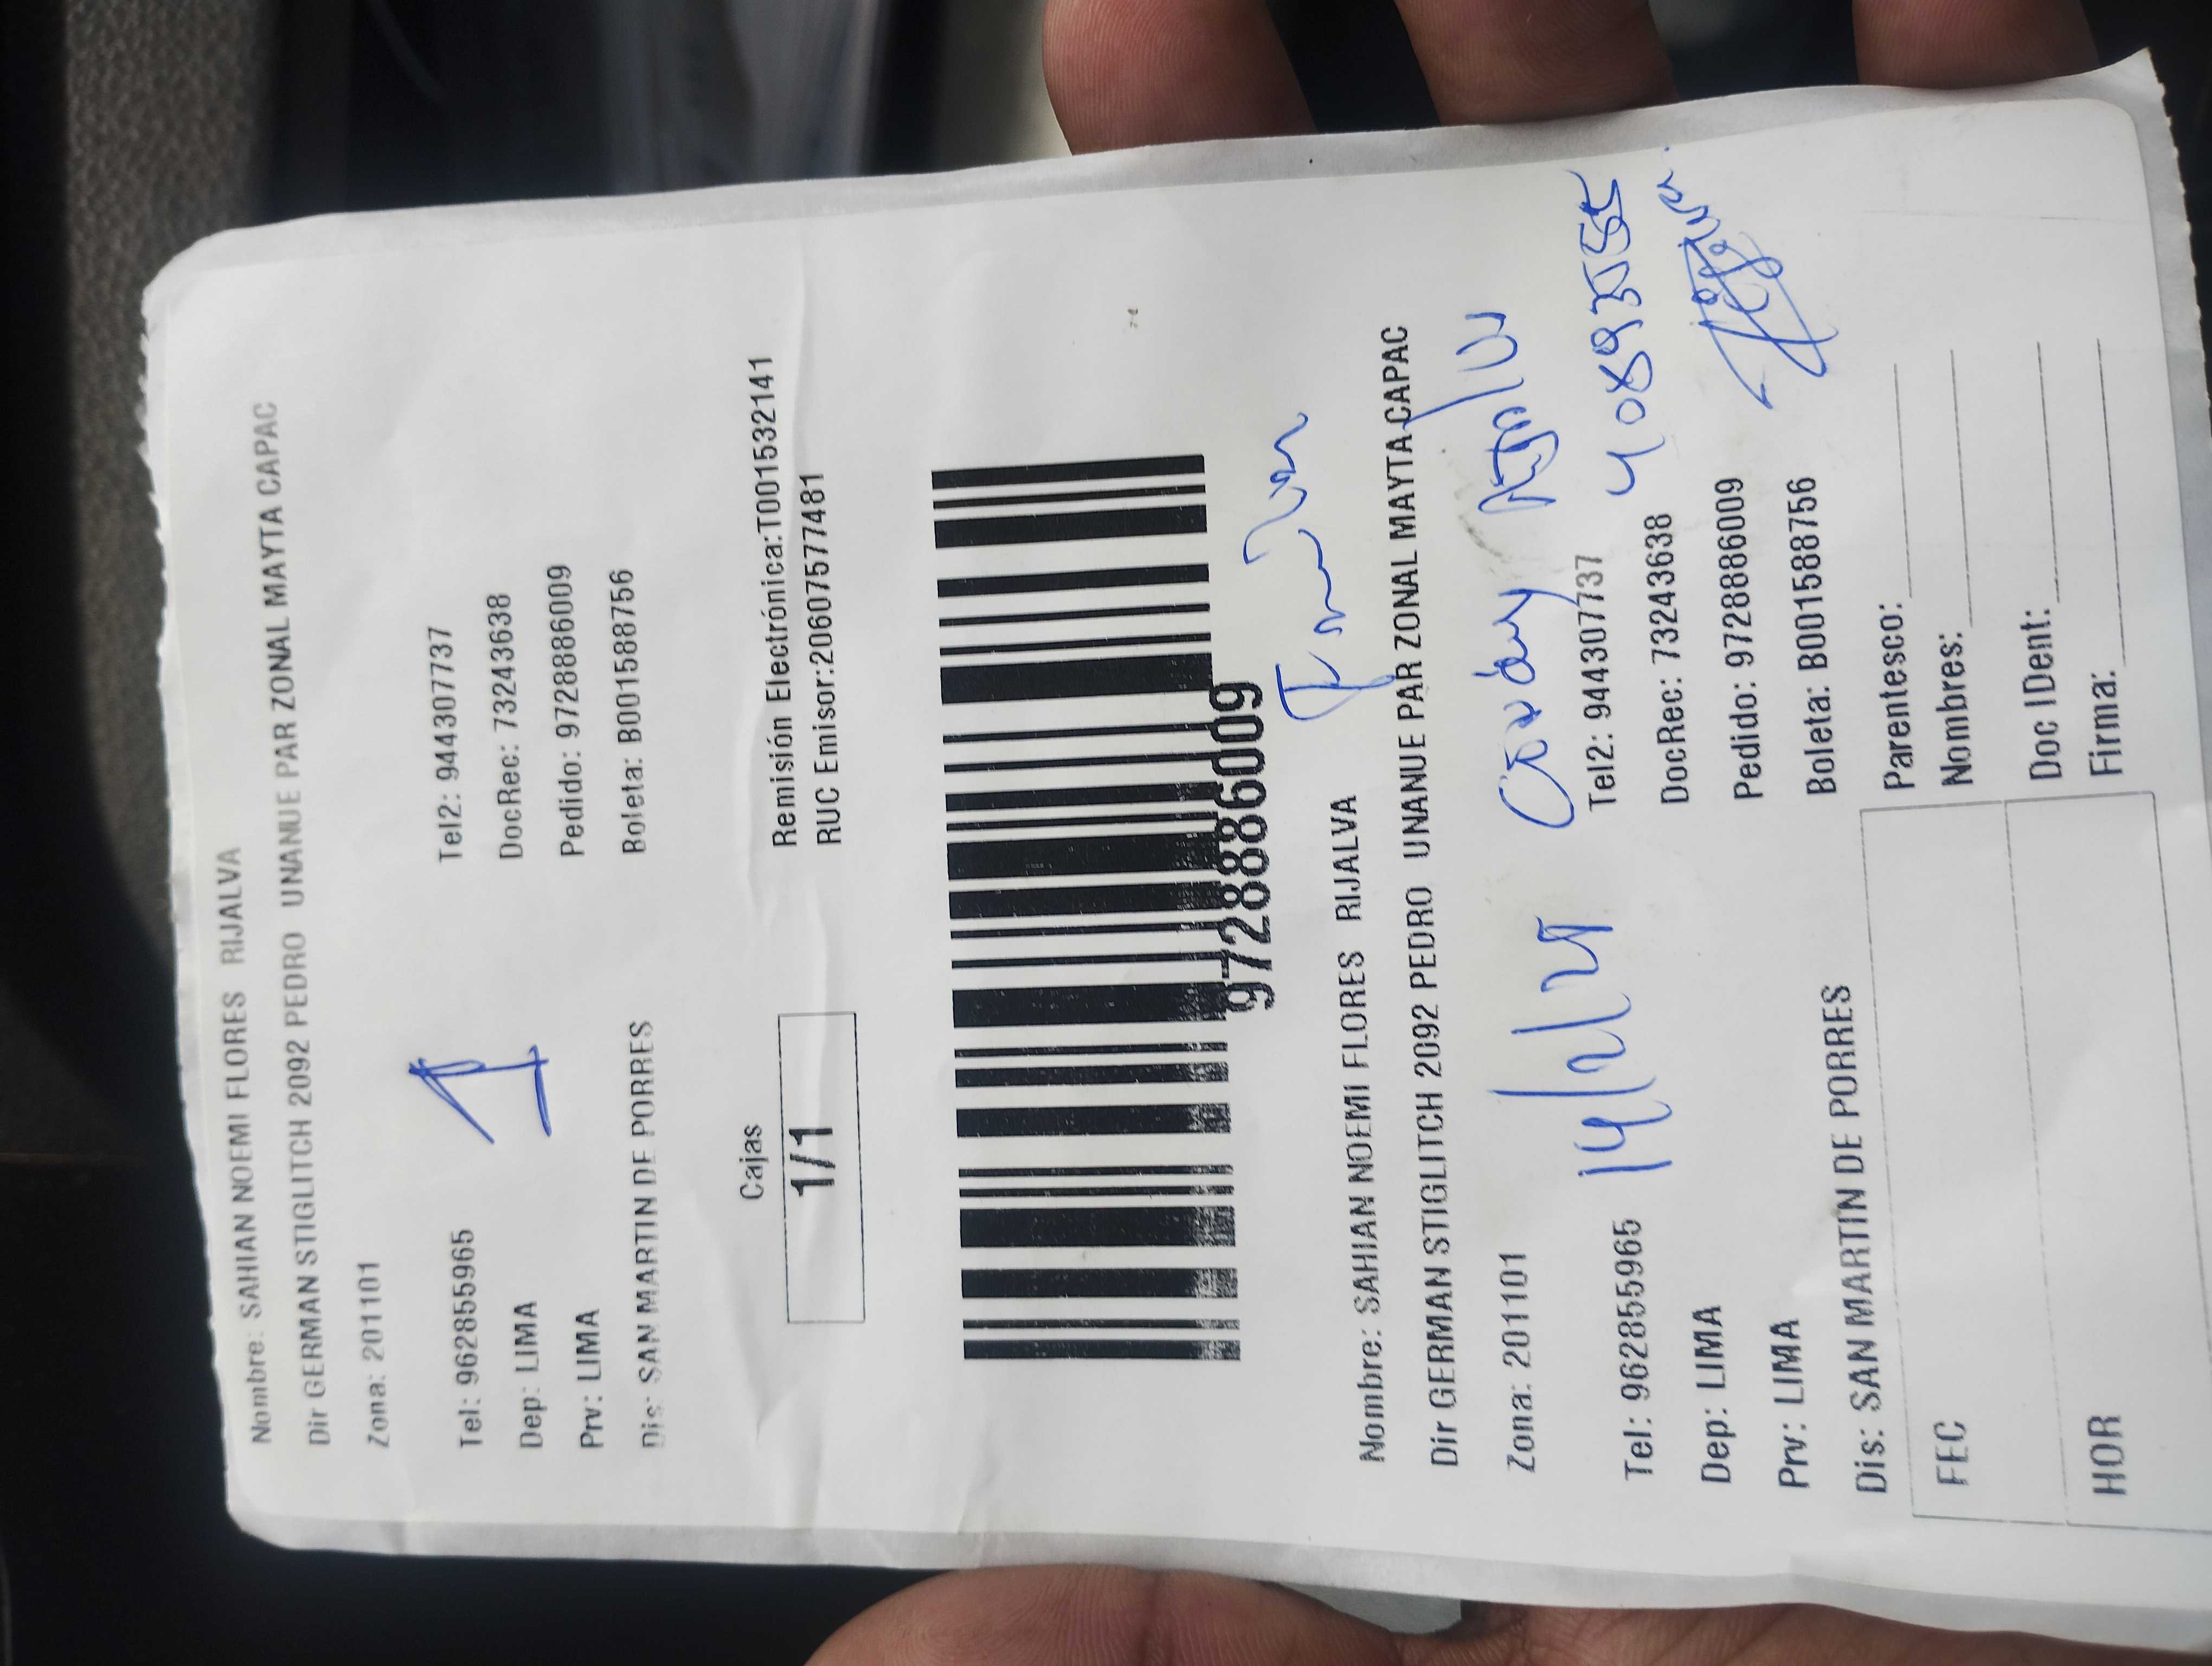 Nombre: SAHIAN NOEMI FLORES RIJALVA
Dir GERMAN STIGLITCH 2092 PEDRO UNANUE PAR ZONAL MAYTA CAPAC
Zona: 201101
Tel: 962855965 Tel2: 944307737
Dep: LIMA DocRec: 73243638
Prv: LIMA Pedido: 9728886009
Dis: SAN MARTIN DE PORRES Boleta: B001588756
1
Cajas
1/1
Remisión Electrónica:T001532141
RUC Emisor:20607577481
9728886009
Nombre: SAHIAN NOEMI FLORES RIJALVA
Dir GERMAN STIGLITCH 2092 PEDRO UNANUE PAR ZONAL MAYTA CAPAC
Zona: 201101
Tel: 962855965 Tel2: 944307737
Dep: LIMA DocRec: 73243638
Prv: LIMA Pedido: 9728886009
Dis: SAN MARTIN DE PORRES Boleta: B001588756
FEC
HOR
Parentesco:
Nombres:
Doc IDent:
Firma: